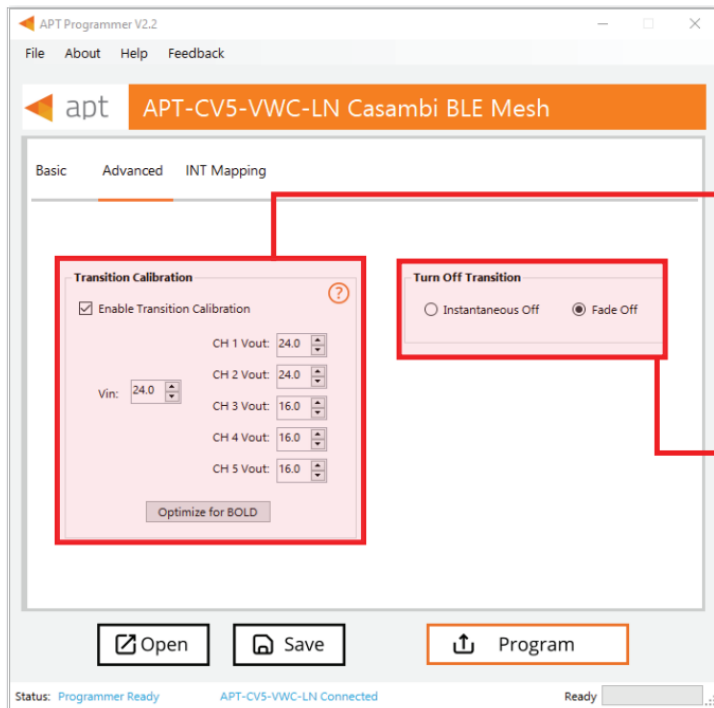 APT Programmer V2.2
File About Help Feedback
apt APT-CV5-VWC-LN Casambi BLE Mesh
Basic Advanced INT Mapping
Transition Calibration
?
Enable Transition Calibration
CH 1 Vout: 24.0
CH 2 Vout: 24.0
Vin: 24.0
CH 3 Vout: 16.0
CH 4 Vout: 16.0
CH 5 Vout: 16.0
Optimize for BOLD
Turn Off Transition
Instantaneous Off Fade Off
Open Save Program
Status: Programmer Ready APT-CV5-VWC-LN Connected Ready